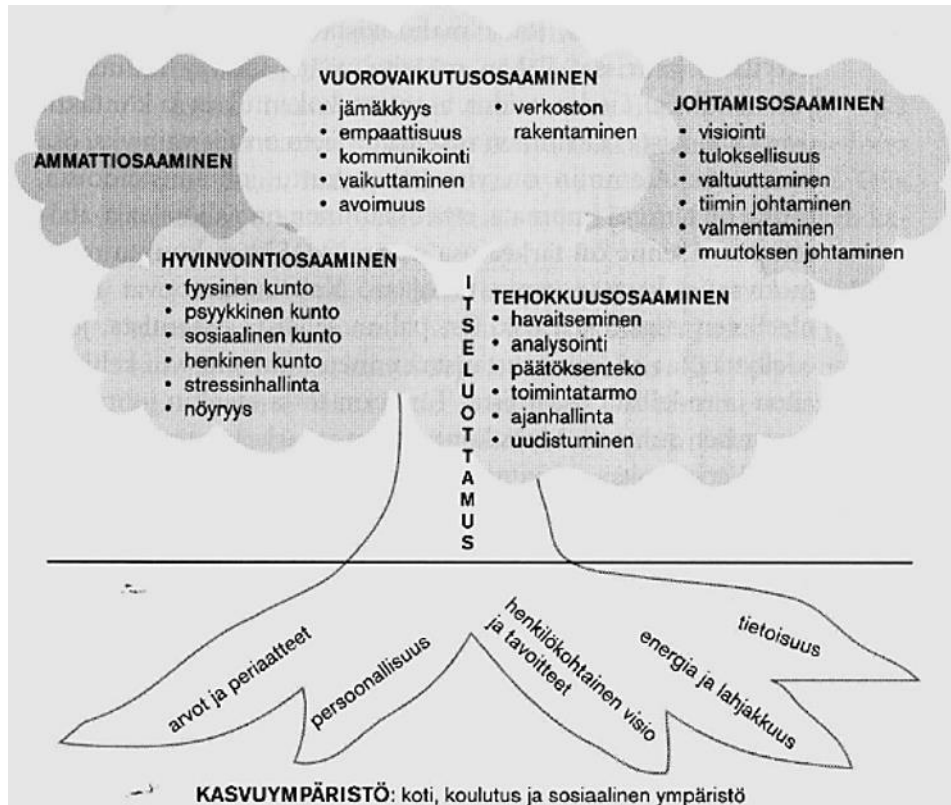 VUOROVAIKUTUSOSAAMINEN
• jämäkkyys
• empaattisuus
• kommunikointi
• vaikuttaminen
• avoimuus
• verkoston
rakentaminen
JOHTAMISOSAAMINEN
• visiointi
• tuloksellisuus
• valtuuttaminen
• tiimin johtaminen
• valmentaminen
• muutoksen johtaminen
AMMATTIOSAAMINEN
HYVINVOINTIOSAAMINEN
• fyysinen kunto
• psyykkinen kunto
• sosiaalinen kunto
• henkinen kunto
• stressinhallinta
• nöyryys
ITSELUOTTAMUS
TEHOKKUUSOSAAMINEN
• havaitseminen
• analysointi
• päätöksenteko
• toimintatarmo
• ajanhallinta
• uudistuminen
arvot ja periaatteet
persoonallisuus
henkilökohtainen visio
ja tavoitteet
energia ja lahjakkuus
tietoisuus
KASVUYMPÄRISTÖ: koti, koulutus ja sosiaalinen ympäristö